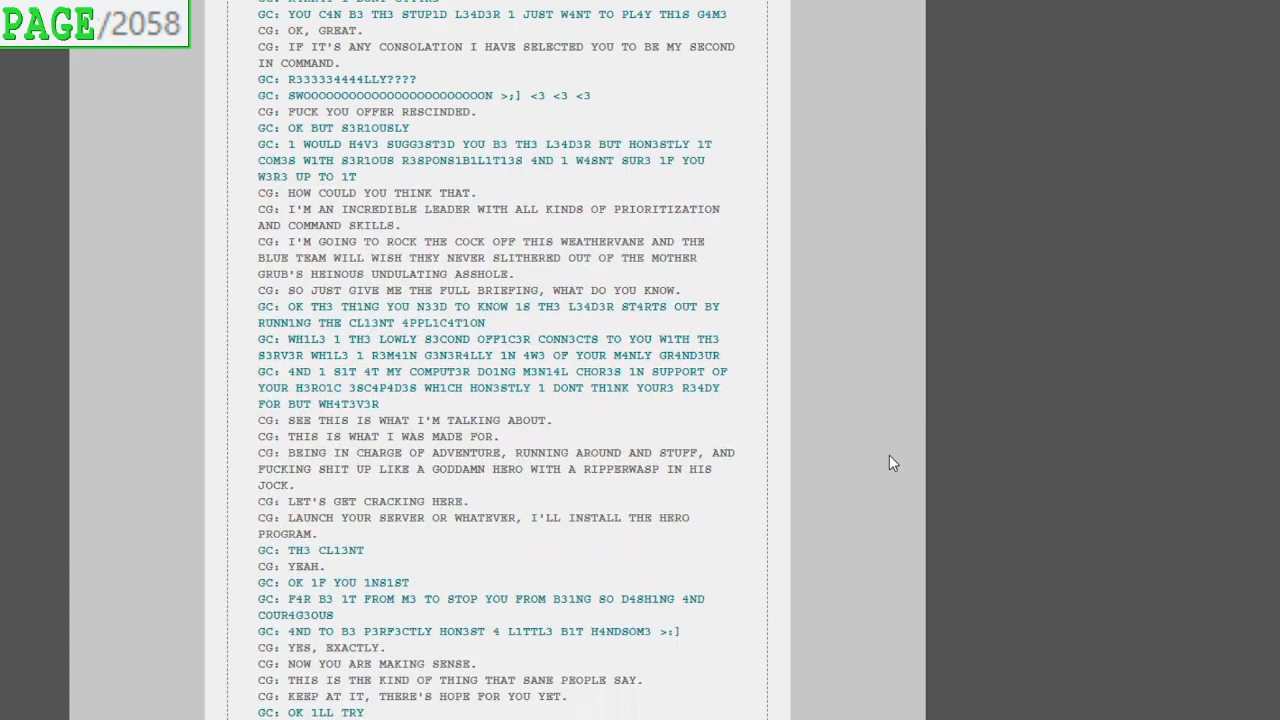 PAGE/2058
GC: YOU C4N B3 TH3 STUP1D L34D3R 1 JUST W4NT TO PL4Y TH1S G4M3
CG: OK, GREAT.
CG: IF IT'S ANY CONSOLATION I HAVE SELECTED YOU TO BE MY SECOND
IN COMMAND.
GC: R333334444LLY????
GC: SWOOOOOOOOOOOOOOOOOOOOOOOON >;] <3 <3 <3
CG: FUCK YOU OFFER RESCINDED.
GC: OK BUT S3R1OUSLY
GC: 1 WOULD H4V3 SUGG3ST3D YOU B3 TH3 L34D3R BUT HON3STLY 1T
COM3S W1TH S3R1OUS R3SPONS1B1L1T13S 4ND 1 W4SNT SUR3 1F YOU
W3R3 UP TO 1T
CG: HOW COULD YOU THINK THAT.
CG: I'M AN INCREDIBLE LEADER WITH ALL KINDS OF PRIORITIZATION
AND COMMAND SKILLS.
CG: I'M GOING TO ROCK THE COCK OFF THIS WEATHERVANE AND THE
BLUE TEAM WILL WISH THEY NEVER SLITHERED OUT OF THE MOTHER
GRUB'S HEINOUS UNDULATING ASSHOLE.
CG: SO JUST GIVE ME THE FULL BRIEFING, WHAT DO YOU KNOW.
GC: OK TH3 TH1NG YOU N33D TO KNOW 1S TH3 L34D3R ST4RTS OUT BY
RUNN1NG THE CL13NT 4PPL1C4T1ON
GC: WH1L3 1 TH3 LOWLY S3COND OFF1C3R CONN3CTS TO YOU W1TH TH3
S3RV3R WH1L3 1 R3M41N G3N3R4LLY 1N 4W3 OF YOUR M4NLY GR4ND3UR
GC: 4ND 1 S1T 4T MY COMPUT3R DO1NG M3N14L CHOR3S 1N SUPPORT OF
YOUR H3RO1C 3SC4P4D3S WH1CH HON3STLY 1 DONT TH1NK YOUR3 R34DY
FOR BUT WH4T3V3R
CG: SEE THIS IS WHAT I'M TALKING ABOUT.
CG: THIS IS WHAT I WAS MADE FOR.
CG: BEING IN CHARGE OF ADVENTURE, RUNNING AROUND AND STUFF, AND
FUCKING SHIT UP LIKE A GODDAMN HERO WITH A RIPPERWASP IN HIS
JOCK.
CG: LET'S GET CRACKING HERE.
CG: LAUNCH YOUR SERVER OR WHATEVER, I'LL INSTALL THE HERO
PROGRAM.
GC: TH3 CL13NT
CG: YEAH.
GC: OK 1F YOU 1NS1ST
GC: F4R B3 1T FROM M3 TO STOP YOU FROM B31NG SO D4SH1NG 4ND
COUR4G3OUS
GC: 4ND TO B3 P3RF3CTLY HON3ST 4 L1TTL3 B1T H4NDSOM3 >:]
CG: YES, EXACTLY.
CG: NOW YOU ARE MAKING SENSE.
CG: THIS IS THE KIND OF THING THAT SANE PEOPLE SAY.
CG: KEEP AT IT, THERE'S HOPE FOR YOU YET.
GC: OK 1LL TRY